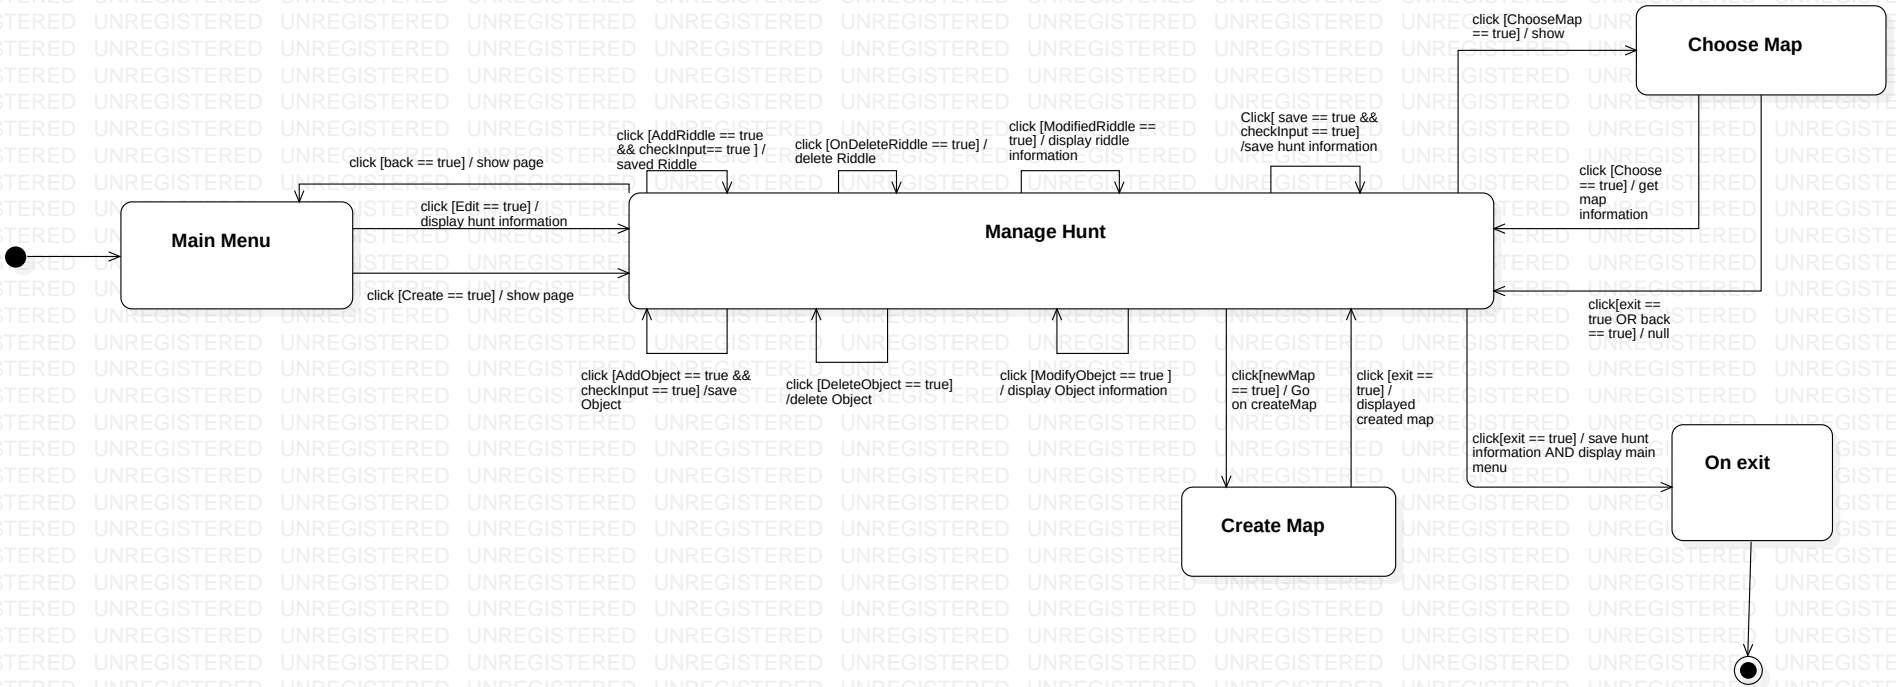 click [ChooseMap
== true] / show
Choose Map
click [AddRiddle == true
&& checkInput== true ] /
saved Riddle
click [OnDeleteRiddle == true] /
delete Riddle
click [ModifiedRiddle ==
true] / display riddle
information
Click[ save == true &&
checkInput == true]
/save hunt information
click [back == true] / show page
click [Choose
== true] / get
map
information
click [Edit == true] /
display hunt information
Main Menu
Manage Hunt
click [Create == true] / show page
click[exit ==
true OR back
== true] / null
click [AddObject == true &&
checkInput == true] /save
Object
click [DeleteObject == true]
/delete Object
click [ModifyObejct == true ]
/ display Object information
click[newMap
== true] / Go
on createMap
click [exit ==
true] /
displayed
created map
click[exit == true] / save hunt
information AND display main
menu
On exit
Create Map
UNREGISTERED